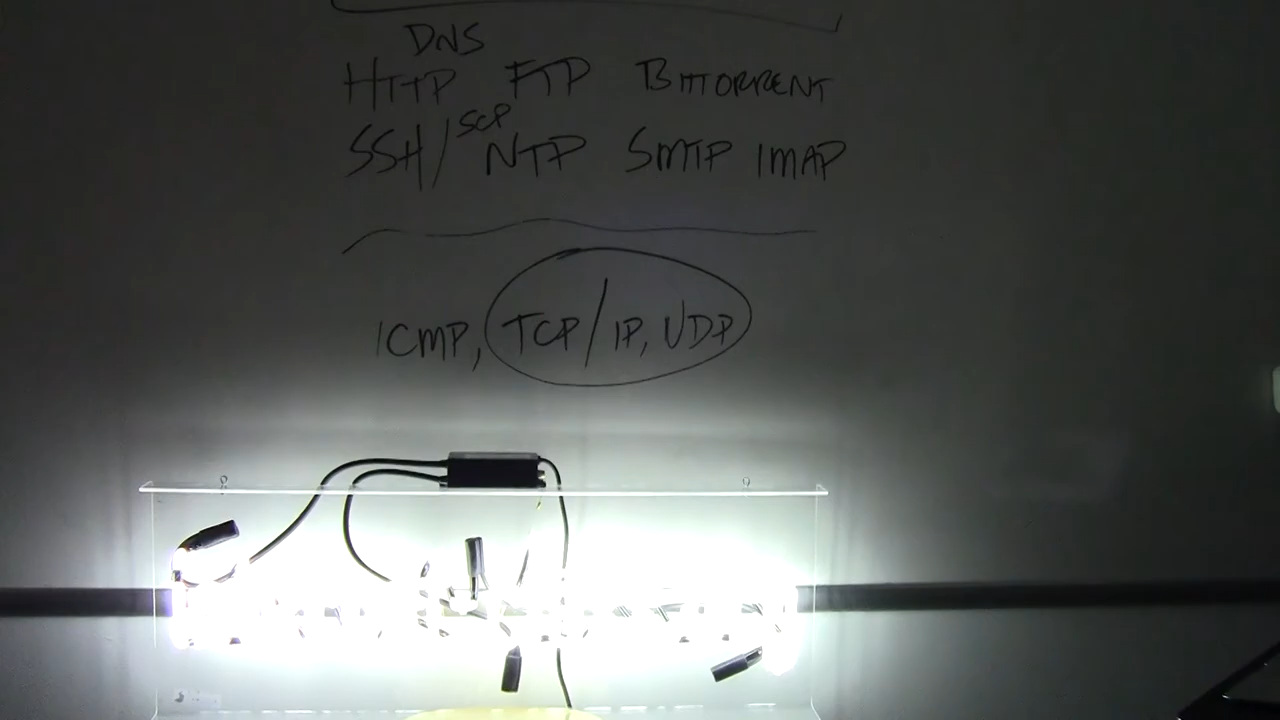 DNS
HTTP FTP BITTORRENT
SSH/SCP NTP SMTP IMAP
ICMP, TCP/IP, UDP